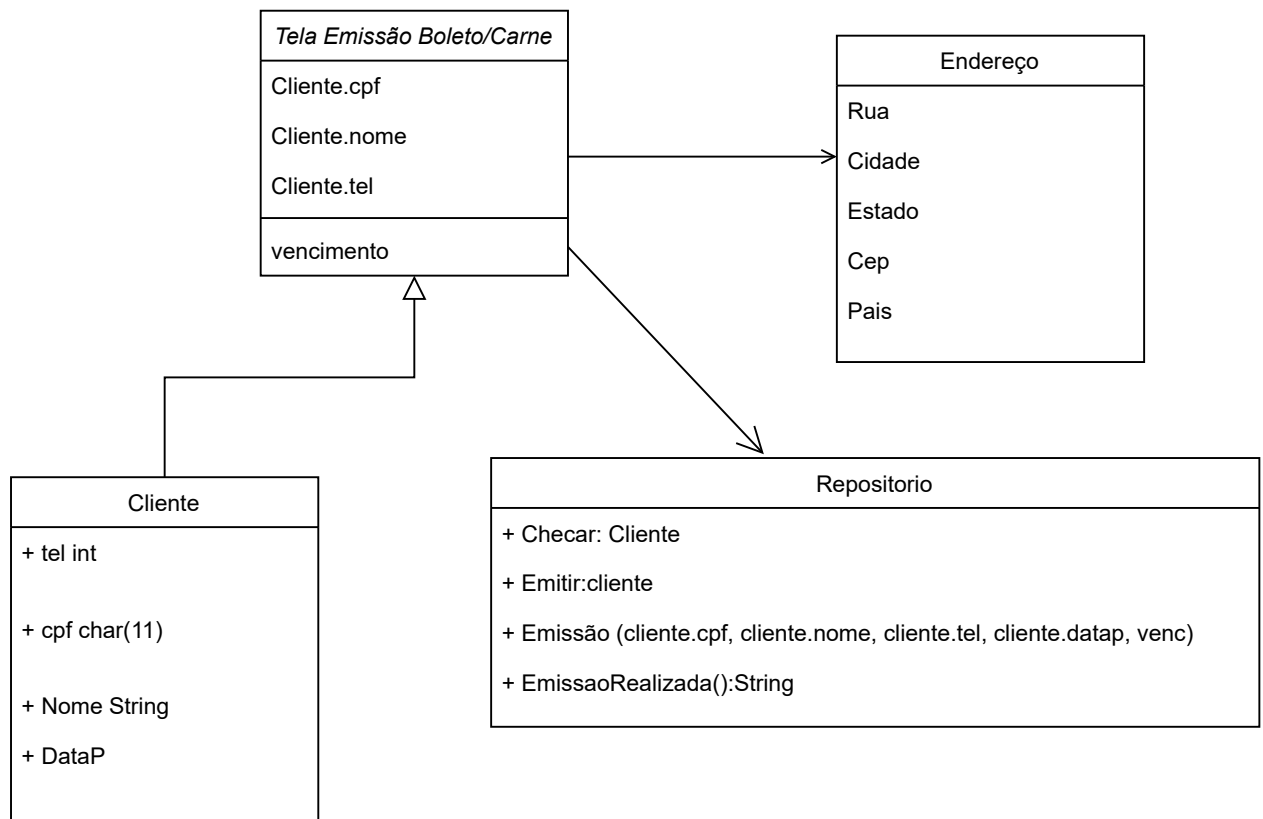 Tela Emissão Boleto/Carne
Cliente.cpf
Cliente.nome
Cliente.tel
vencimento
Endereço
Rua
Cidade
Estado
Cep
Pais
Cliente
+ tel int
+ cpf char(11)
+ Nome String
+ DataP
Repositorio
+ Checar: Cliente
+ Emitir:cliente
+ Emissão (cliente.cpf, cliente.nome, cliente.tel, cliente.datap, venc)
+ EmissaoRealizada():String